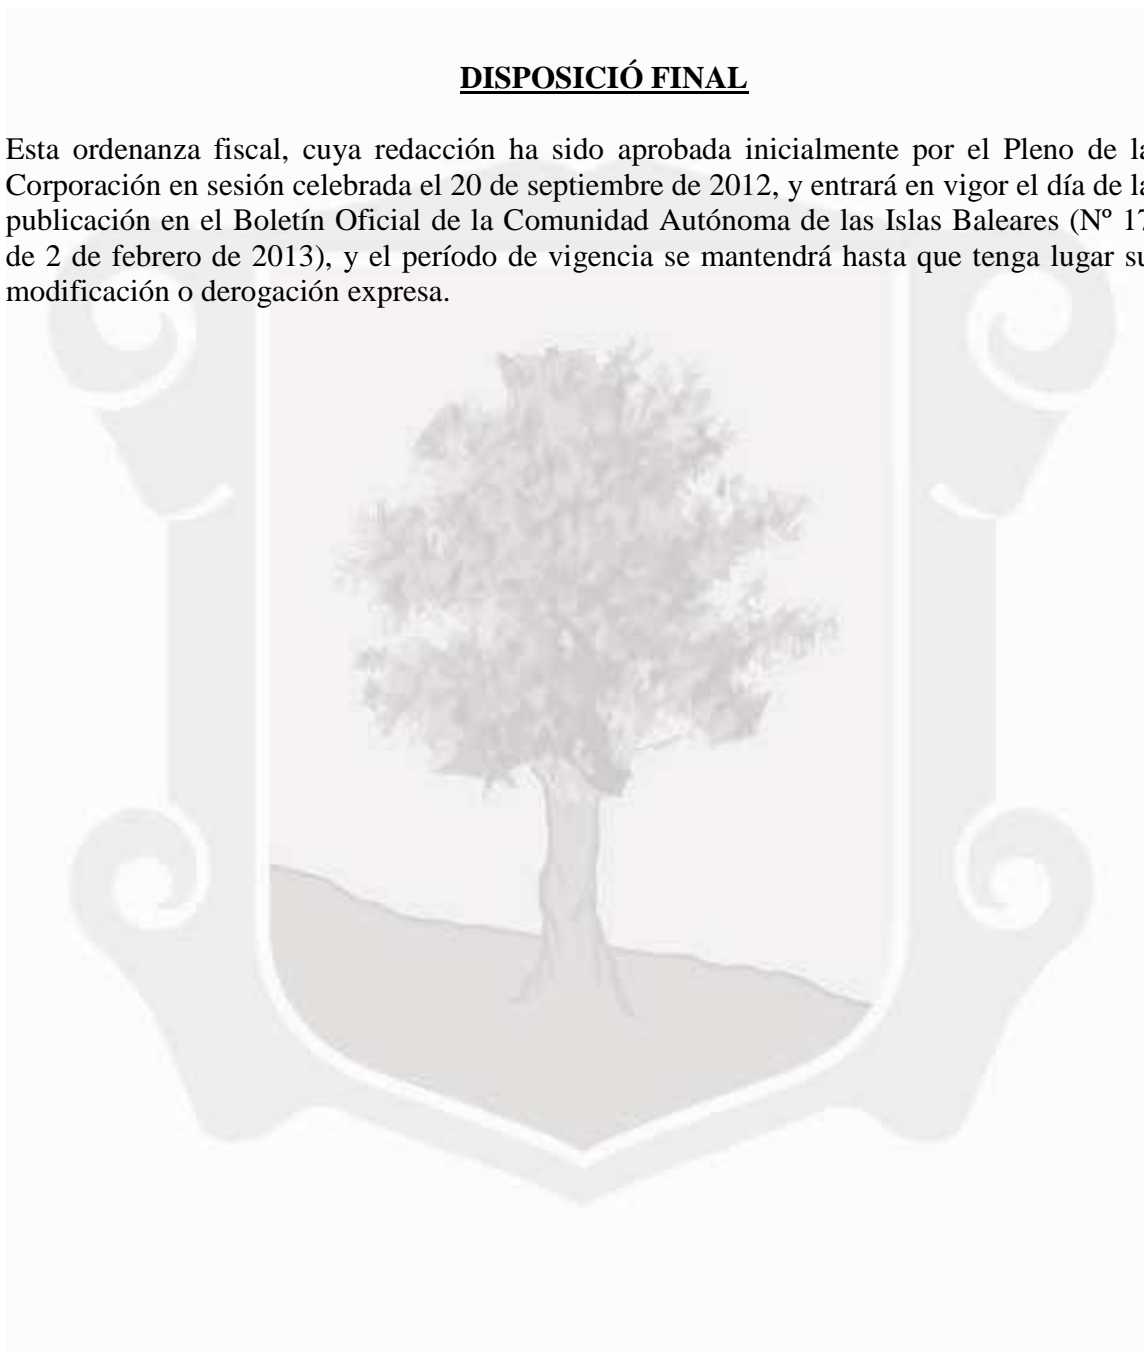 DISPOSICIÓ FINAL
Esta ordenanza fiscal, cuya redacción ha sido aprobada inicialmente por el Pleno de la
Corporación en sesión celebrada el 20 de septiembre de 2012, y entrará en vigor el día de la
publicación en el Boletín Oficial de la Comunidad Autónoma de las Islas Baleares (Nº 17
de 2 de febrero de 2013), y el período de vigencia se mantendrá hasta que tenga lugar su
modificación o derogación expresa.